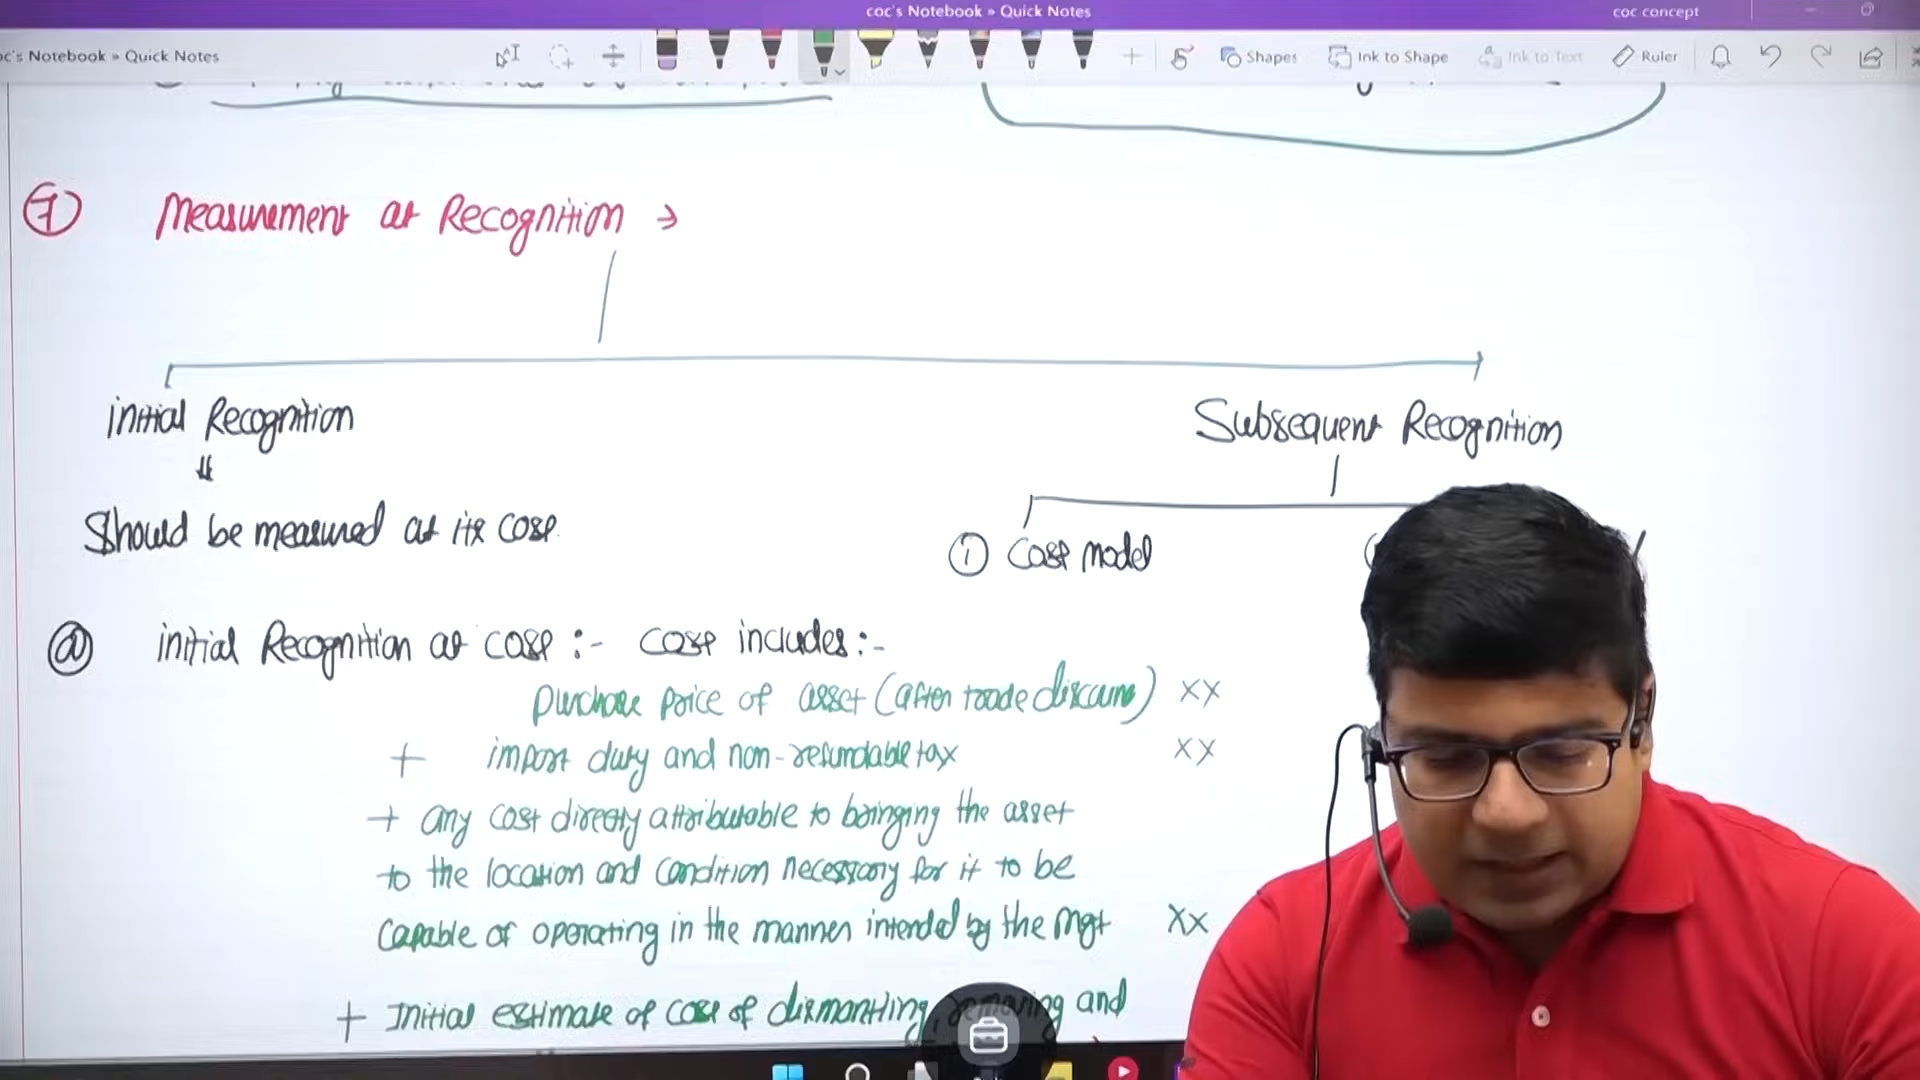 coc's Notebook » Quick Notes
coc concept
oc's Notebook » Quick Notes
Shapes
Ink to Shape
Ink to Text
Ruler
7 Measurement at Recognition →
initial Recognition
Subsequent Recognition
Should be measured at its cost
① Cost model
ⓐ initial Recognition at cost :- Cost includes :-
purchase price of asset (after trade discount) XX
+ import duty and non-refundable tax XX
+ any cost directly attributable to bringing the asset
to the location and condition necessary for it to be
capable of operating in the manner intended by the mgt XX
+ Initial estimate of cost of dismantling, removing and